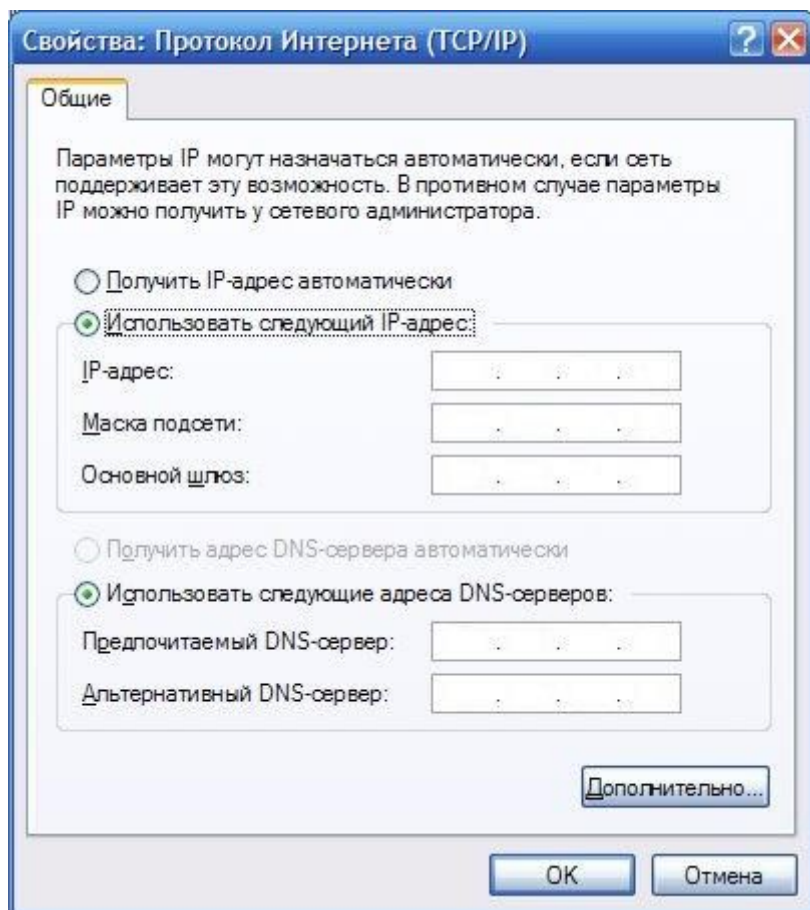 Свойства: Протокол Интернета (TCP/IP)
Общие
Параметры IP могут назначаться автоматически, если сеть
поддерживает эту возможность. В противном случае параметры
IP можно получить у сетевого администратора.
Получить IP-адрес автоматически
Использовать следующий IP-адрес:
IP-адрес:
Маска подсети:
Основной шлюз:
Получить адрес DNS-сервера автоматически
Использовать следующие адреса DNS-серверов:
Предпочитаемый DNS-сервер:
Альтернативный DNS-сервер:
Дополнительно...
OK Отмена